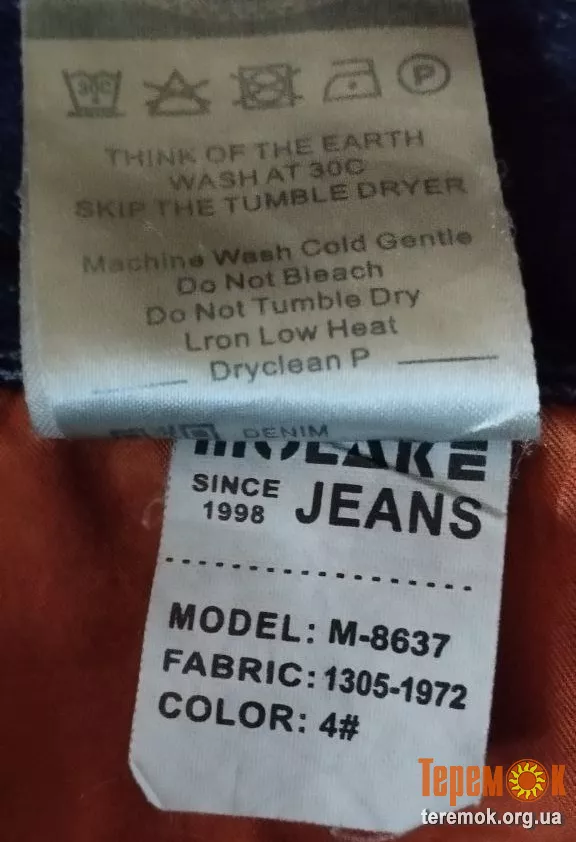 30C
P
THINK OF THE EARTH
WASH AT 30C
SKIP THE TUMBLE DRYER
Machine Wash Cold Gentle
Do Not Bleach
Do Not Tumble Dry
Lron Low Heat
Dryclean P
DENIM
SINCE
1998
JEANS
MODEL: M-8637
FABRIC: 1305-1972
COLOR: 4#
Теремок
teremok.org.ua